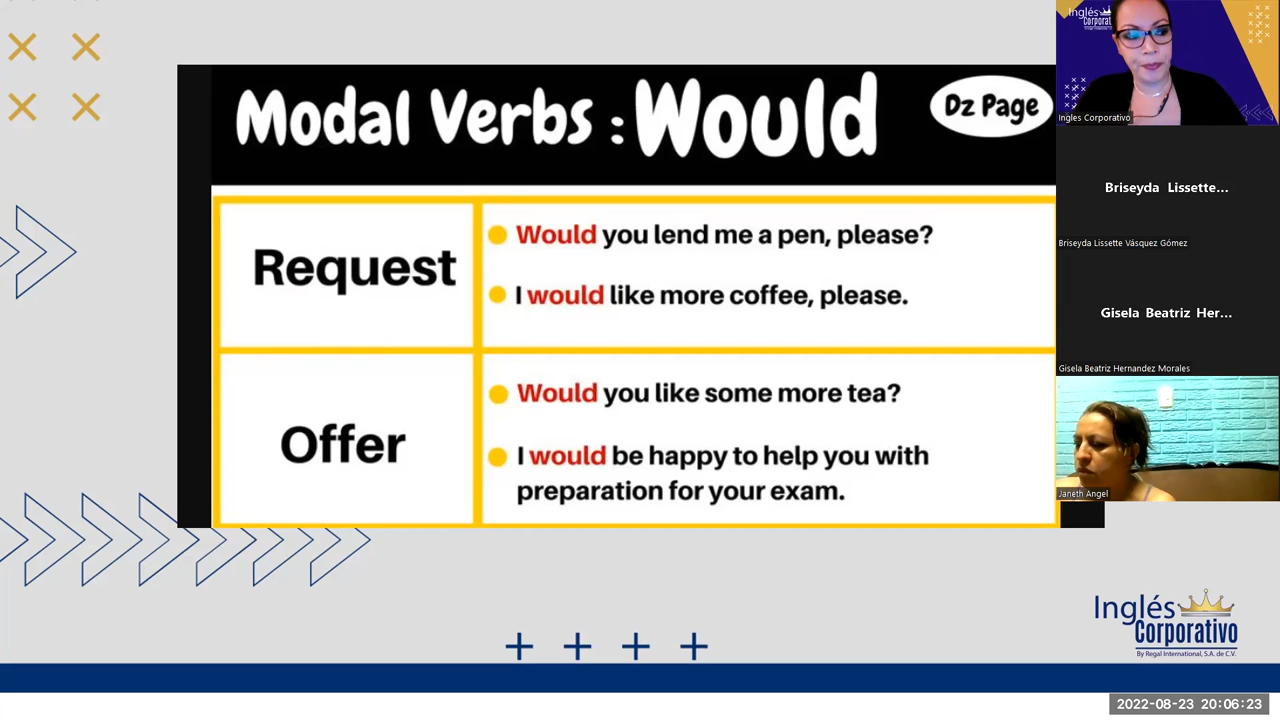 Modal Verbs : Would
Dz Page
Request
Would you lend me a pen, please?
I would like more coffee, please.
Offer
Would you like some more tea?
I would be happy to help you with
preparation for your exam.
Inglés
Ingles Corporativo
Briseyda Lissette...
Briseyda Lissette Vásquez Gómez
Gisela Beatriz Her...
Gisela Beatriz Hernandez Morales
Janeth Angel
Inglés
Corporativo
By Regal International, S.A. de C.V.
2022-08-23 20:06:23